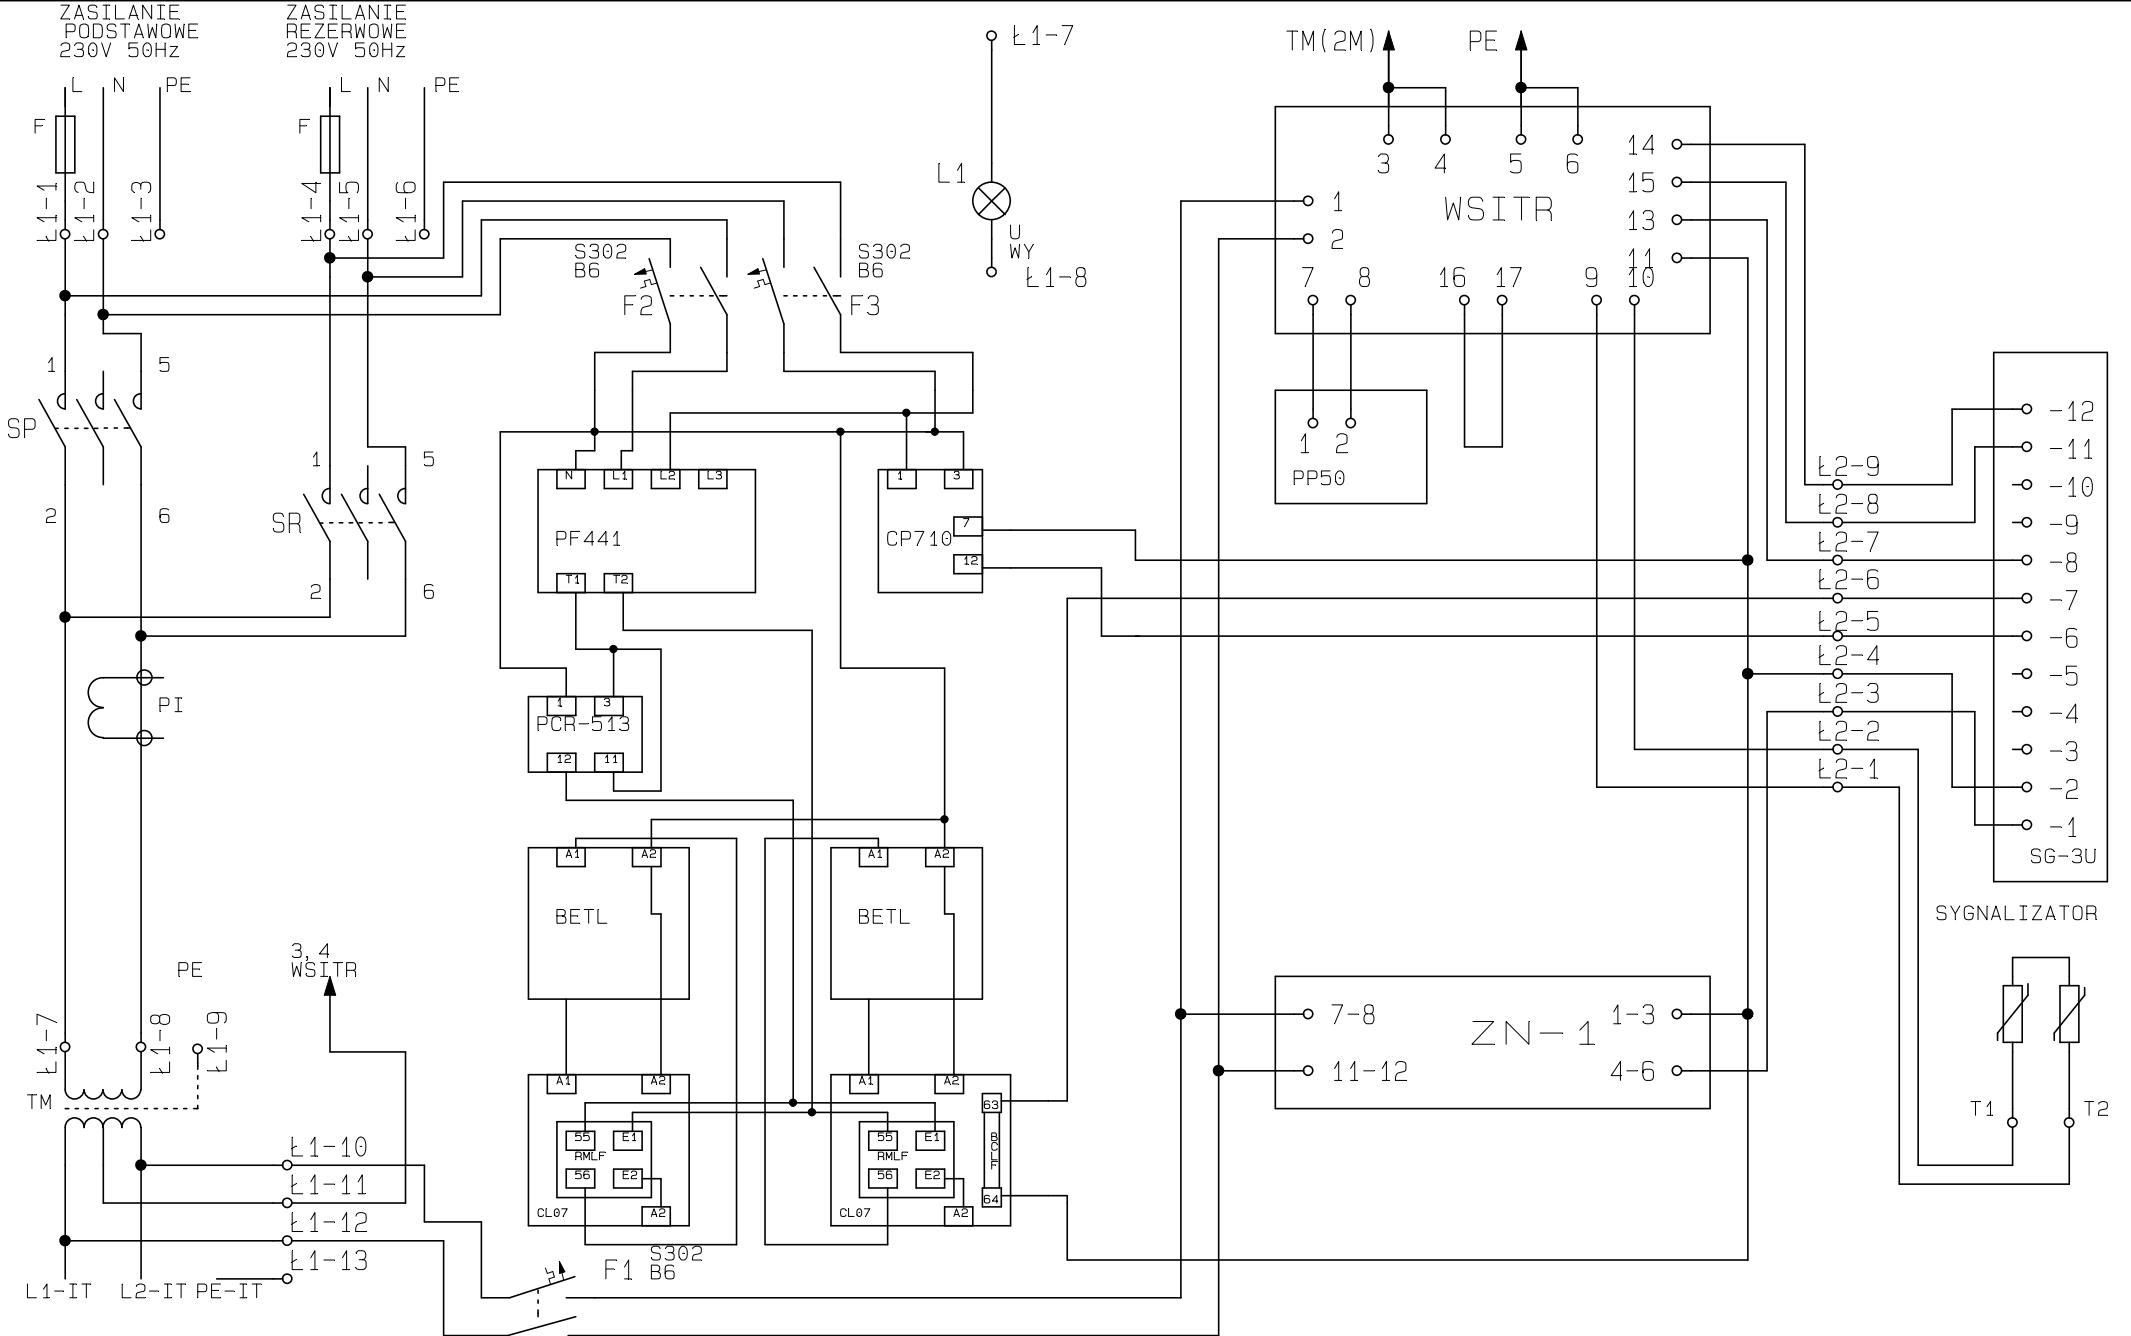 ZASILANIE
PODSTAWOWE
230V 50Hz
ZASILANIE
REZERWOWE
230V 50Hz
L N PE
L N PE
F
F
Ł1-1
Ł1-2
Ł1-3
Ł1-4
Ł1-5
Ł1-6
Ł1-7
L1
U
WY
Ł1-8
S302
B6
F2
S302
B6
F3
TM(2M)
PE
3 4 5 6
WSITR
1
2
14
15
13
11
7 8 16 17 9 10
1 2
PP50
1 5
SP
2 6
1 5
SR
2 6
PI
N L1 L2 L3
PF441
T1 T2
1 3
7
CP710
12
1 3
PCR-513
12 11
A1 A2
BETL
A1 A2
BETL
A1 A2
55 E1
RMLF
56 E2
CL07 A2
A1 A2
55 E1
RMLF
56 E2
CL07 A2
63
BCLF
64
F1
S302
B6
7-8 1-3
ZN-1
11-12 4-6
Ł2-9
Ł2-8
Ł2-7
Ł2-6
Ł2-5
Ł2-4
Ł2-3
Ł2-2
Ł2-1
-12
-11
-10
-9
-8
-7
-6
-5
-4
-3
-2
-1
SG-3U
SYGNALIZATOR
T1 T2
3,4
WSITR
PE
Ł1-7
Ł1-8
Ł1-9
TM
Ł1-10
Ł1-11
Ł1-12
Ł1-13
L1-IT L2-IT PE-IT